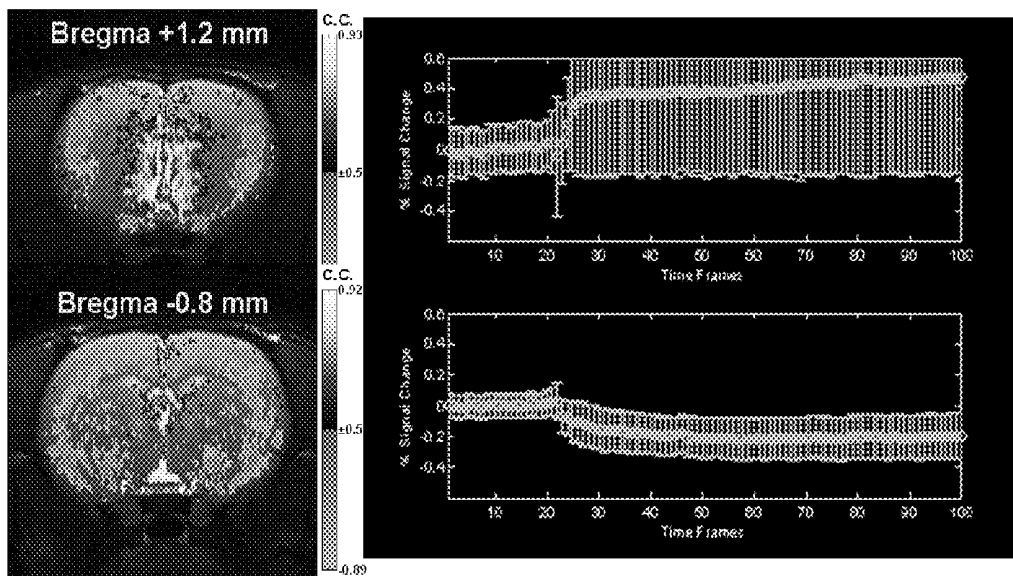 Bregma +1.2 mm
C.C.
0.93
±0.5
C.C.
Bregma -0.8 mm
0.92
±0.5
-0.89
% Signal Change
0.6
0.4
0.2
0
-0.2
-0.4
10 20 30 40 50 60 70 80 90 100
Time Frames
% Signal Change
0.6
0.4
0.2
0
-0.2
-0.4
10 20 30 40 50 60 70 80 90 100
Time Frames